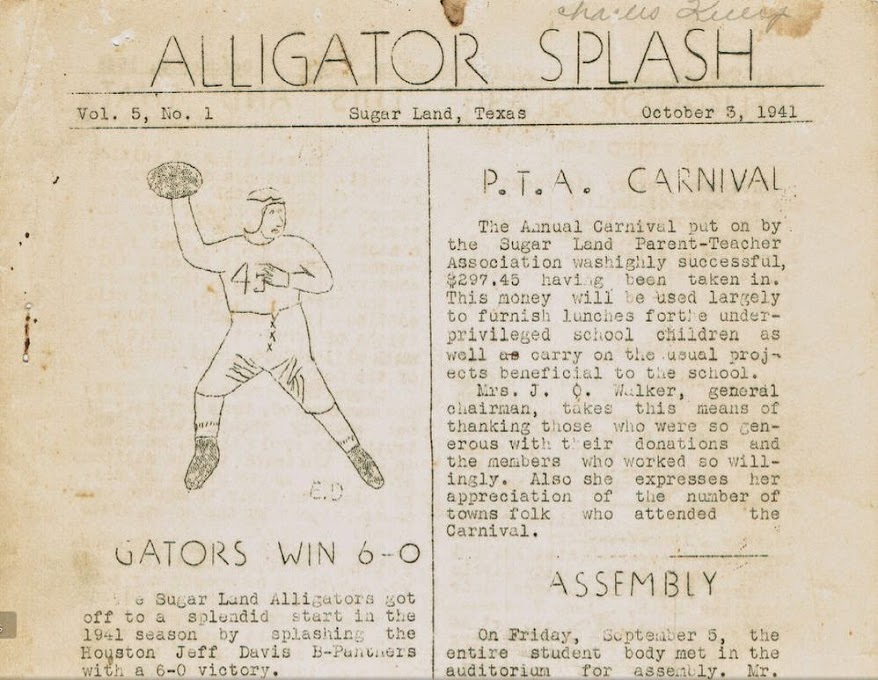 Charles
ALLIGATOR SPLASH
Vol. 5, No. 1 Sugar Land, Texas October 3, 1941
45
E.D
GATORS WIN 6-0
Sugar Land Alligators got
off to a splendid start in the
1941 season by splashing the
Houston Jeff Davis B-Panthers
with a 6-0 victory.
P.T.A. CARNIVAL
The Annual Carnival put on by
the Sugar Land Parent-Teacher
Association washighly successful,
$297.45 having been taken in.
This money will be used largely
to furnish lunches forthe under-
privileged school children as
well as carry on the usual proj-
ects beneficial to the school.
Mrs. J. Q. Walker, general
chairman, takes this means of
thanking those who were so gen-
erous with their donations and
the members who worked so will-
ingly. Also she expresses her
appreciation of the number of
towns folk who attended the
Carnival.
ASSEMBLY
On Friday, September 5, the
entire student body met in the
auditorium for assembly. Mr.